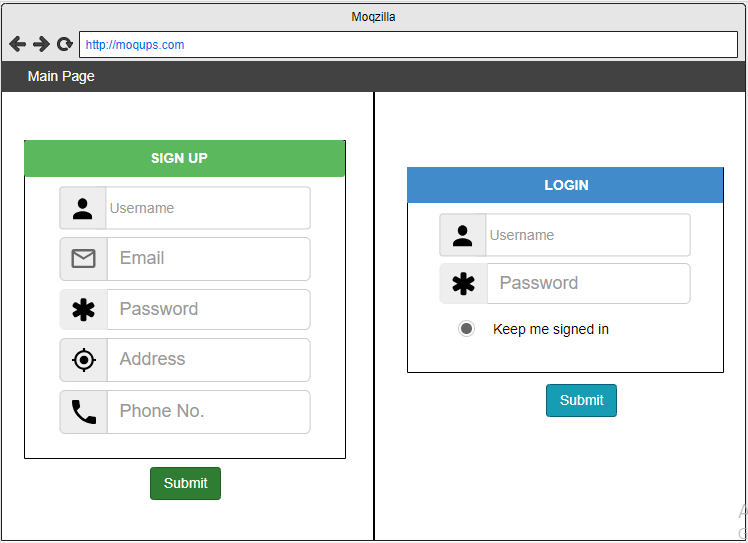 Moqzilla
http://moqups.com
Main Page
SIGN UP
Username
Email
Password
Address
Phone No.
Submit
LOGIN
Username
Password
Keep me signed in
Submit